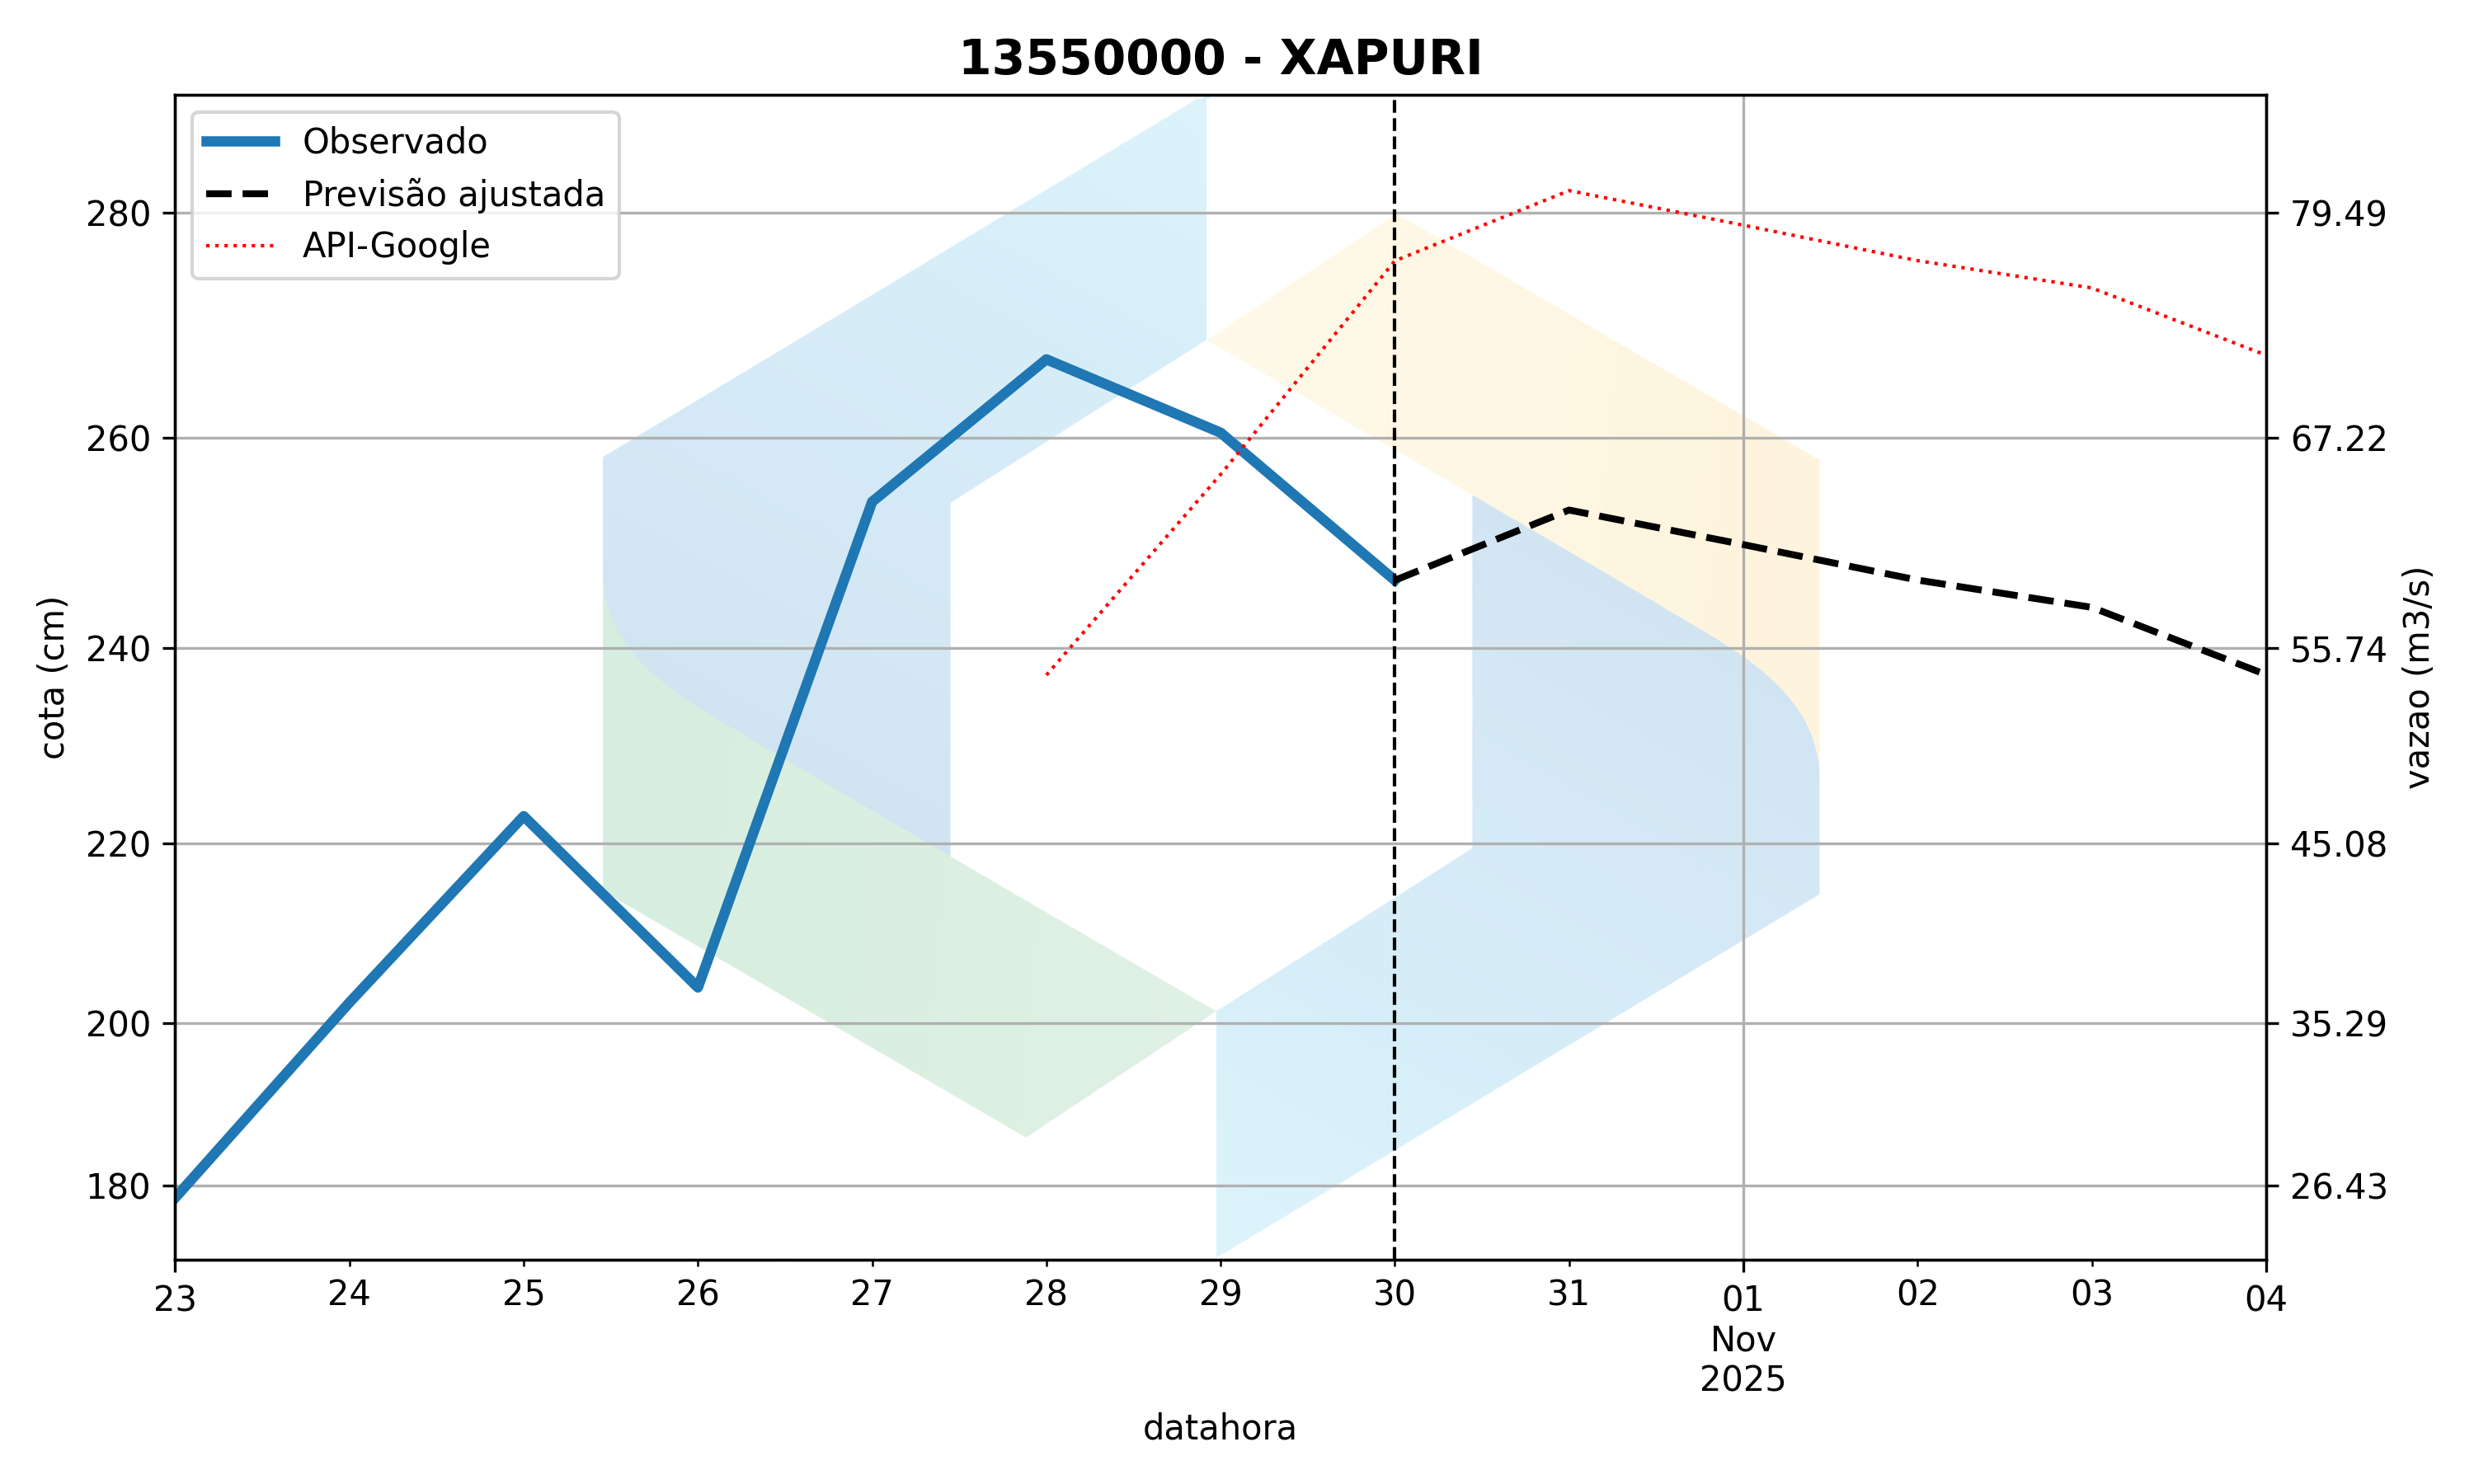 13550000 - XAPURI
Observado
Previsão ajustada
API-Google
280
260
240
220
200
180
cota (cm)
79.49
67.22
55.74
45.08
35.29
26.43
vazao (m3/s)
23 24 25 26 27 28 29 30 31 01 02 03 04
Nov
2025
datahora